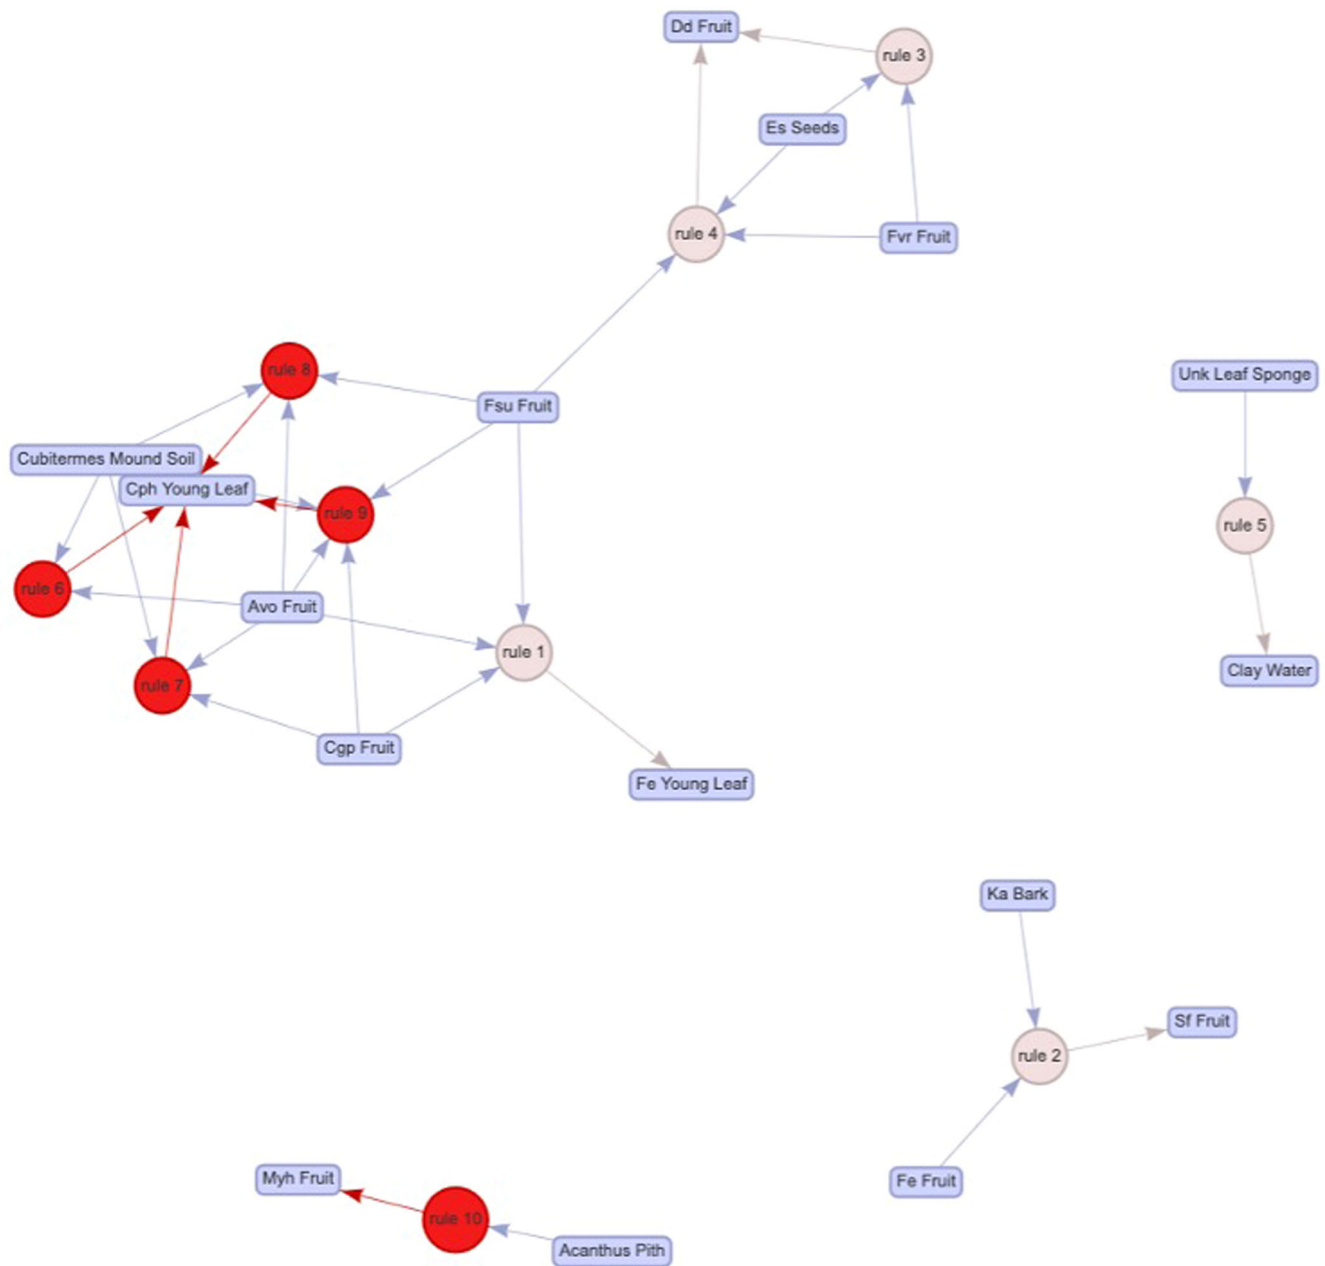 Dd Fruit
rule 3
Es Seeds
rule 4
Fvr Fruit
rule 8
Unk Leaf Sponge
Fsu Fruit
Cubitermes Mound Soil
Cph Young Leaf
rule 9
rule 5
rule 6
Avo Fruit
rule 1
Clay Water
rule 7
Cgp Fruit
Fe Young Leaf
Ka Bark
Sf Fruit
rule 2
Myh Fruit
Fe Fruit
rule 10
Acanthus Pith